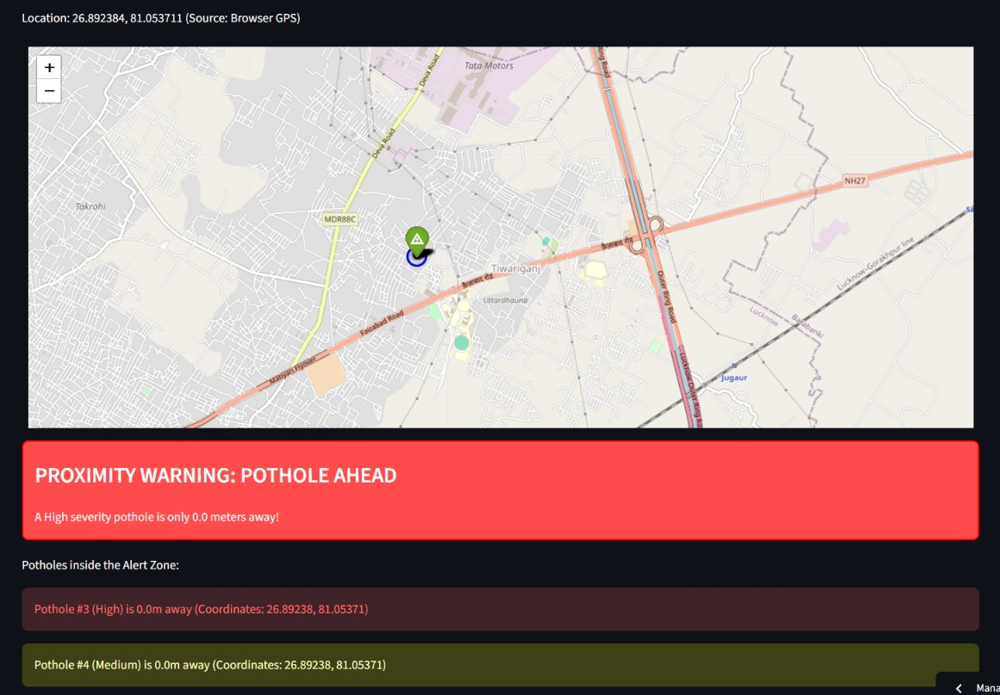 Location: 26.892384, 81.053711 (Source: Browser GPS)
+
−
Tata Motors
Deva Road
Ring Road
Deva Road
NH27
Takrohi
MDR88C
फ़ैज़ाबाद रोड
Tiwariganj
फ़ैज़ाबाद रोड
Uttardhauna
Lucknow-Gorakhpur line
Outer Ring Road
Lucknow
Barabanki
Faizabad Road
Matiyari Flyover
Jugaur
Lucknow Outer Ring
PROXIMITY WARNING: POTHOLE AHEAD
A High severity pothole is only 0.0 meters away!
Potholes inside the Alert Zone:
Pothole #3 (High) is 0.0m away (Coordinates: 26.89238, 81.05371)
Pothole #4 (Medium) is 0.0m away (Coordinates: 26.89238, 81.05371)
Mana